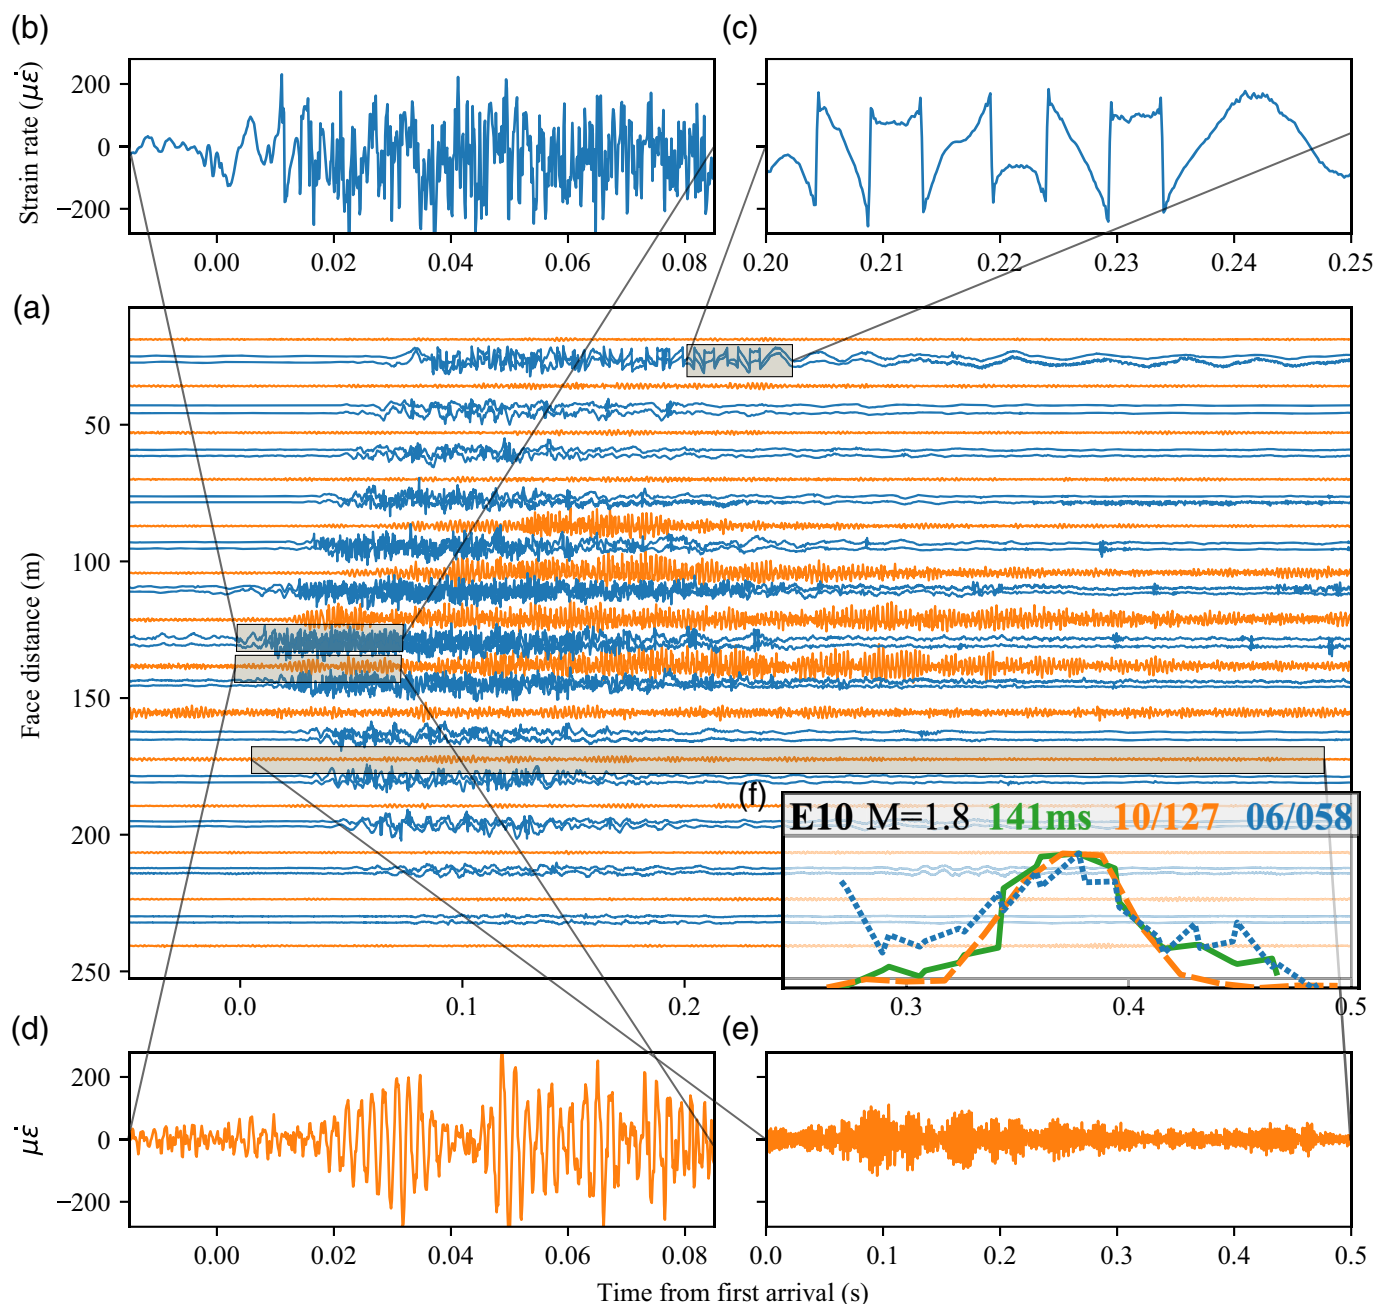 (b)
(c)
Strain rate (με̇)
200
0
−200
0.00 0.02 0.04 0.06 0.08
0.20 0.21 0.22 0.23 0.24 0.25
(a)
Face distance (m)
50
100
150
200
250
(f)
E10 M=1.8 141ms 10/127 06/058
0.0 0.1 0.2 0.3 0.4 0.5
(d)
(e)
με̇
200
0
−200
0.00 0.02 0.04 0.06 0.08
0.0 0.1 0.2 0.3 0.4 0.5
Time from first arrival (s)